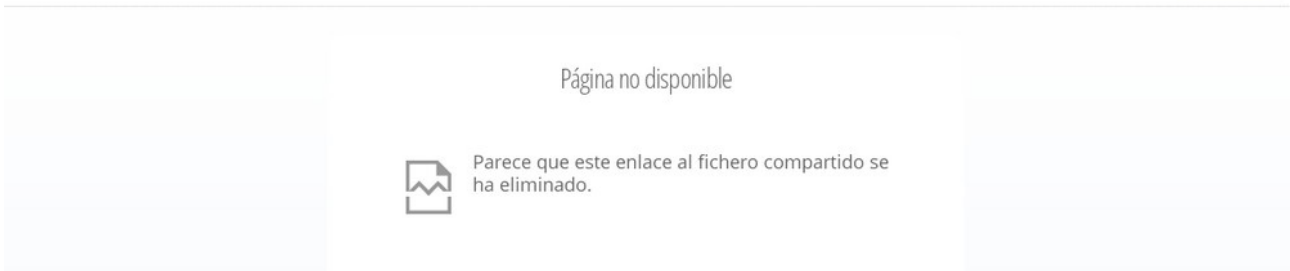 Página no disponible
Parece que este enlace al fichero compartido se
ha eliminado.